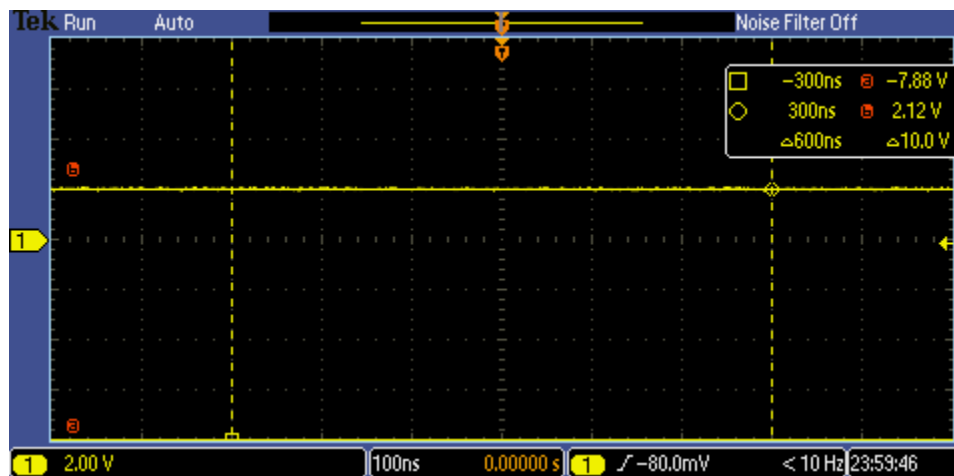 Tek Run Auto Noise Filter Off
T
T
−300ns a −7.88 V
300ns b 2.12 V
△600ns △10.0 V
b
1
a
1 2.00 V 100ns 0.00000 s 1 −80.0mV < 10 Hz 23:59:46